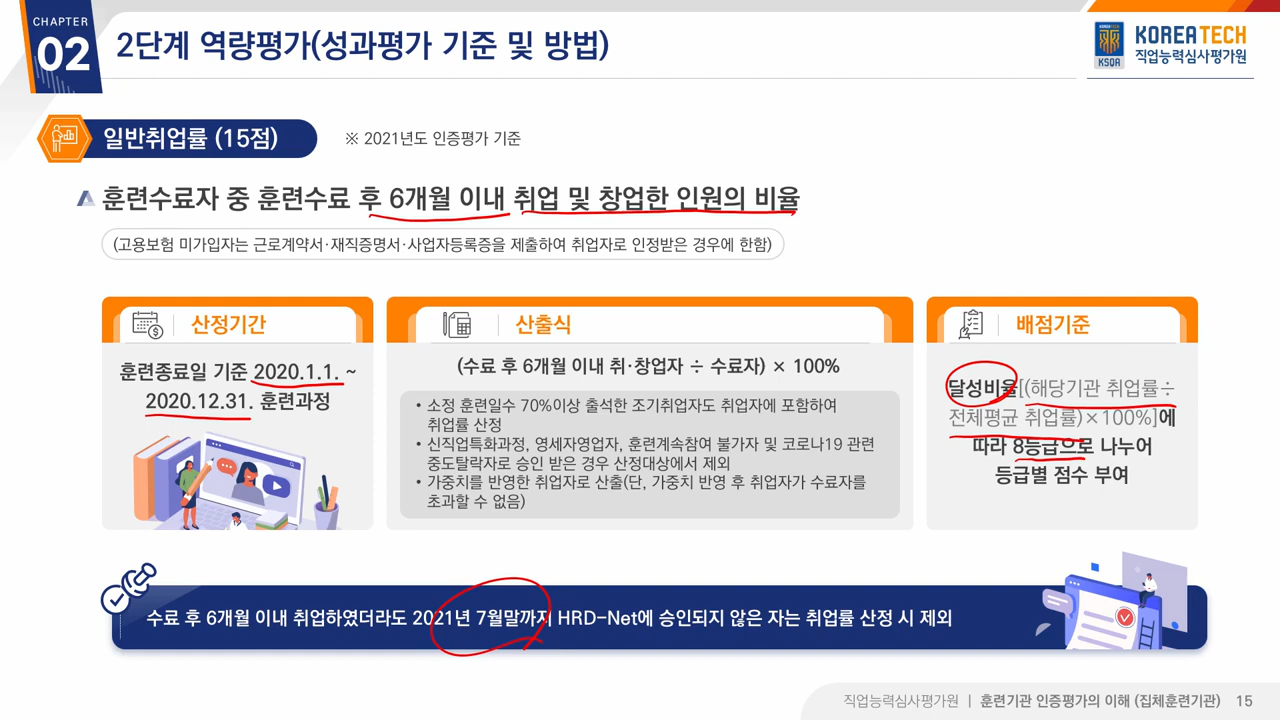 CHAPTER
02
2단계 역량평가(성과평가 기준 및 방법)
KSQA
KOREATECH
직업능력심사평가원
일반취업률 (15점)
※ 2021년도 인증평가 기준
훈련수료자 중 훈련수료 후 6개월 이내 취업 및 창업한 인원의 비율
(고용보험 미가입자는 근로계약서·재직증명서·사업자등록증을 제출하여 취업자로 인정받은 경우에 한함)
산정기간
훈련종료일 기준 2020.1.1. ~
2020.12.31. 훈련과정
산출식
(수료 후 6개월 이내 취·창업자 ÷ 수료자) × 100%
• 소정 훈련일수 70%이상 출석한 조기취업자도 취업자에 포함하여
취업률 산정
• 신직업특화과정, 영세자영업자, 훈련계속참여 불가자 및 코로나19 관련
중도탈락자로 승인 받은 경우 산정대상에서 제외
• 가중치를 반영한 취업자로 산출(단, 가중치 반영 후 취업자가 수료자를
초과할 수 없음)
배점기준
달성비율[(해당기관 취업률÷
전체평균 취업률)×100%]에
따라 8등급으로 나누어
등급별 점수 부여
수료 후 6개월 이내 취업하였더라도 2021년 7월말까지 HRD-Net에 승인되지 않은 자는 취업률 산정 시 제외
직업능력심사평가원 | 훈련기관 인증평가의 이해 (집체훈련기관) 15